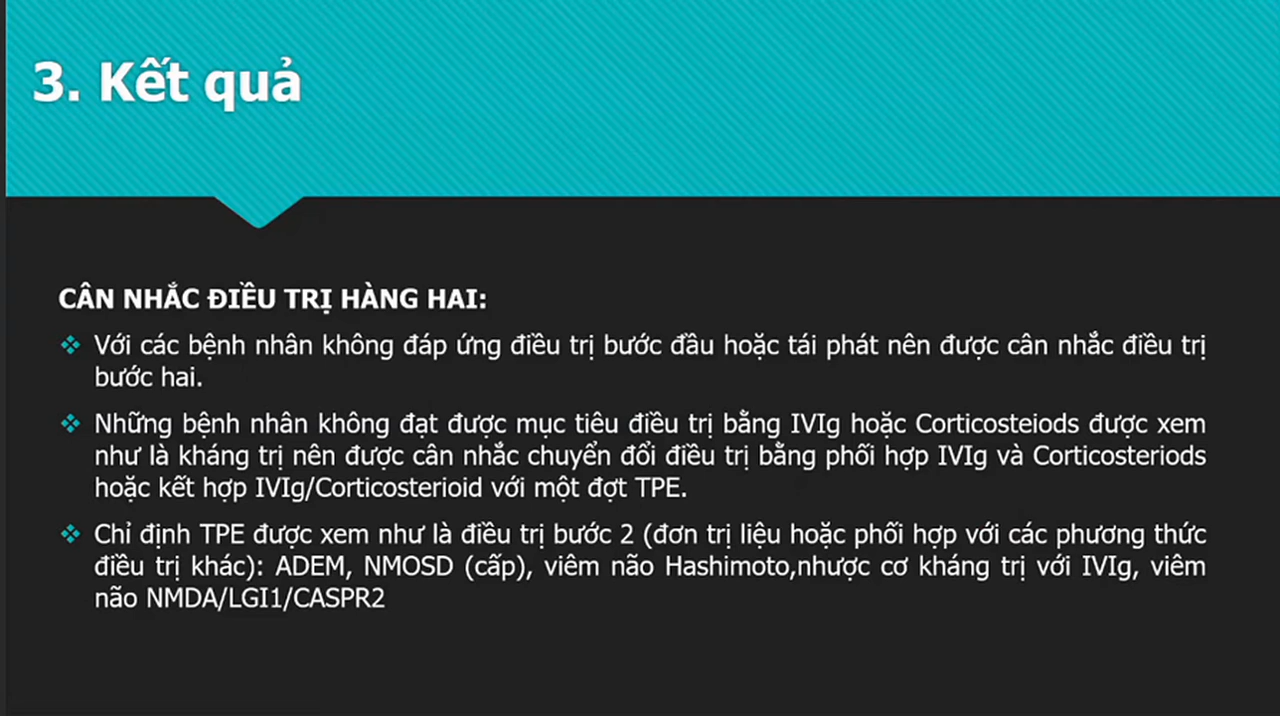 3. Kết quả
CÂN NHẮC ĐIỀU TRỊ HÀNG HAI:
Với các bệnh nhân không đáp ứng điều trị bước đầu hoặc tái phát nên được cân nhắc điều trị
bước hai.
Những bệnh nhân không đạt được mục tiêu điều trị bằng IVIg hoặc Corticosteiods được xem
như là kháng trị nên được cân nhắc chuyển đổi điều trị bằng phối hợp IVIg và Corticosteriods
hoặc kết hợp IVIg/Corticosterioid với một đợt TPE.
Chỉ định TPE được xem như là điều trị bước 2 (đơn trị liệu hoặc phối hợp với các phương thức
điều trị khác): ADEM, NMOSD (cấp), viêm não Hashimoto,nhược cơ kháng trị với IVIg, viêm
não NMDA/LGI1/CASPR2